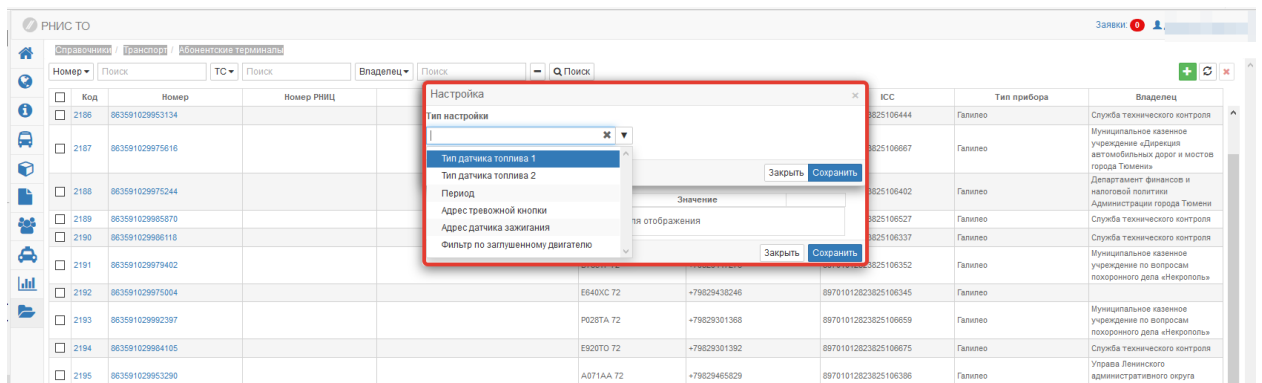 РНИС ТО
Заявки: 0
Справочники / Транспорт / Абонентские терминалы
Номер Поиск ТС Поиск Владелец Поиск Поиск
Код Номер Номер РНИЦ ICC Тип прибора Владелец
Настройка
Тип настройки
Тип датчика топлива 1
Тип датчика топлива 2
Период
Адрес тревожной кнопки
Адрес датчика зажигания
Фильтр по заглушенному двигателю
Закрыть Сохранить
Значение
ля отображения
Закрыть Сохранить
2186 863591029953134 3825106444 Галилео Служба технического контроля
2187 863591029975616 3825106667 Галилео Муниципальное казенное
учреждение «Дирекция
автомобильных дорог и мостов
города Тюмени»
2188 863591029975244 3825106402 Галилео Департамент финансов и
налоговой политики
Администрации города Тюмени
2189 863591029985870 3825106527 Галилео Служба технического контроля
2190 863591029986118 3825106337 Галилео Служба технического контроля
2191 863591029979402 89701012823825106352 Галилео Муниципальное казенное
учреждение по вопросам
похоронного дела «Некрополь»
2192 863591029975004 Е640ХС 72 +79829438246 89701012823825106345 Галилео
2193 863591029992397 Р028ТА 72 +79829301368 89701012823825106659 Галилео Муниципальное казенное
учреждение по вопросам
похоронного дела «Некрополь»
2194 863591029984105 Е920ТО 72 +79829301392 89701012823825106675 Галилео Служба технического контроля
2195 863591029953290 А071АА 72 +79829465829 89701012823825106386 Галилео Управа Ленинского
административного округа